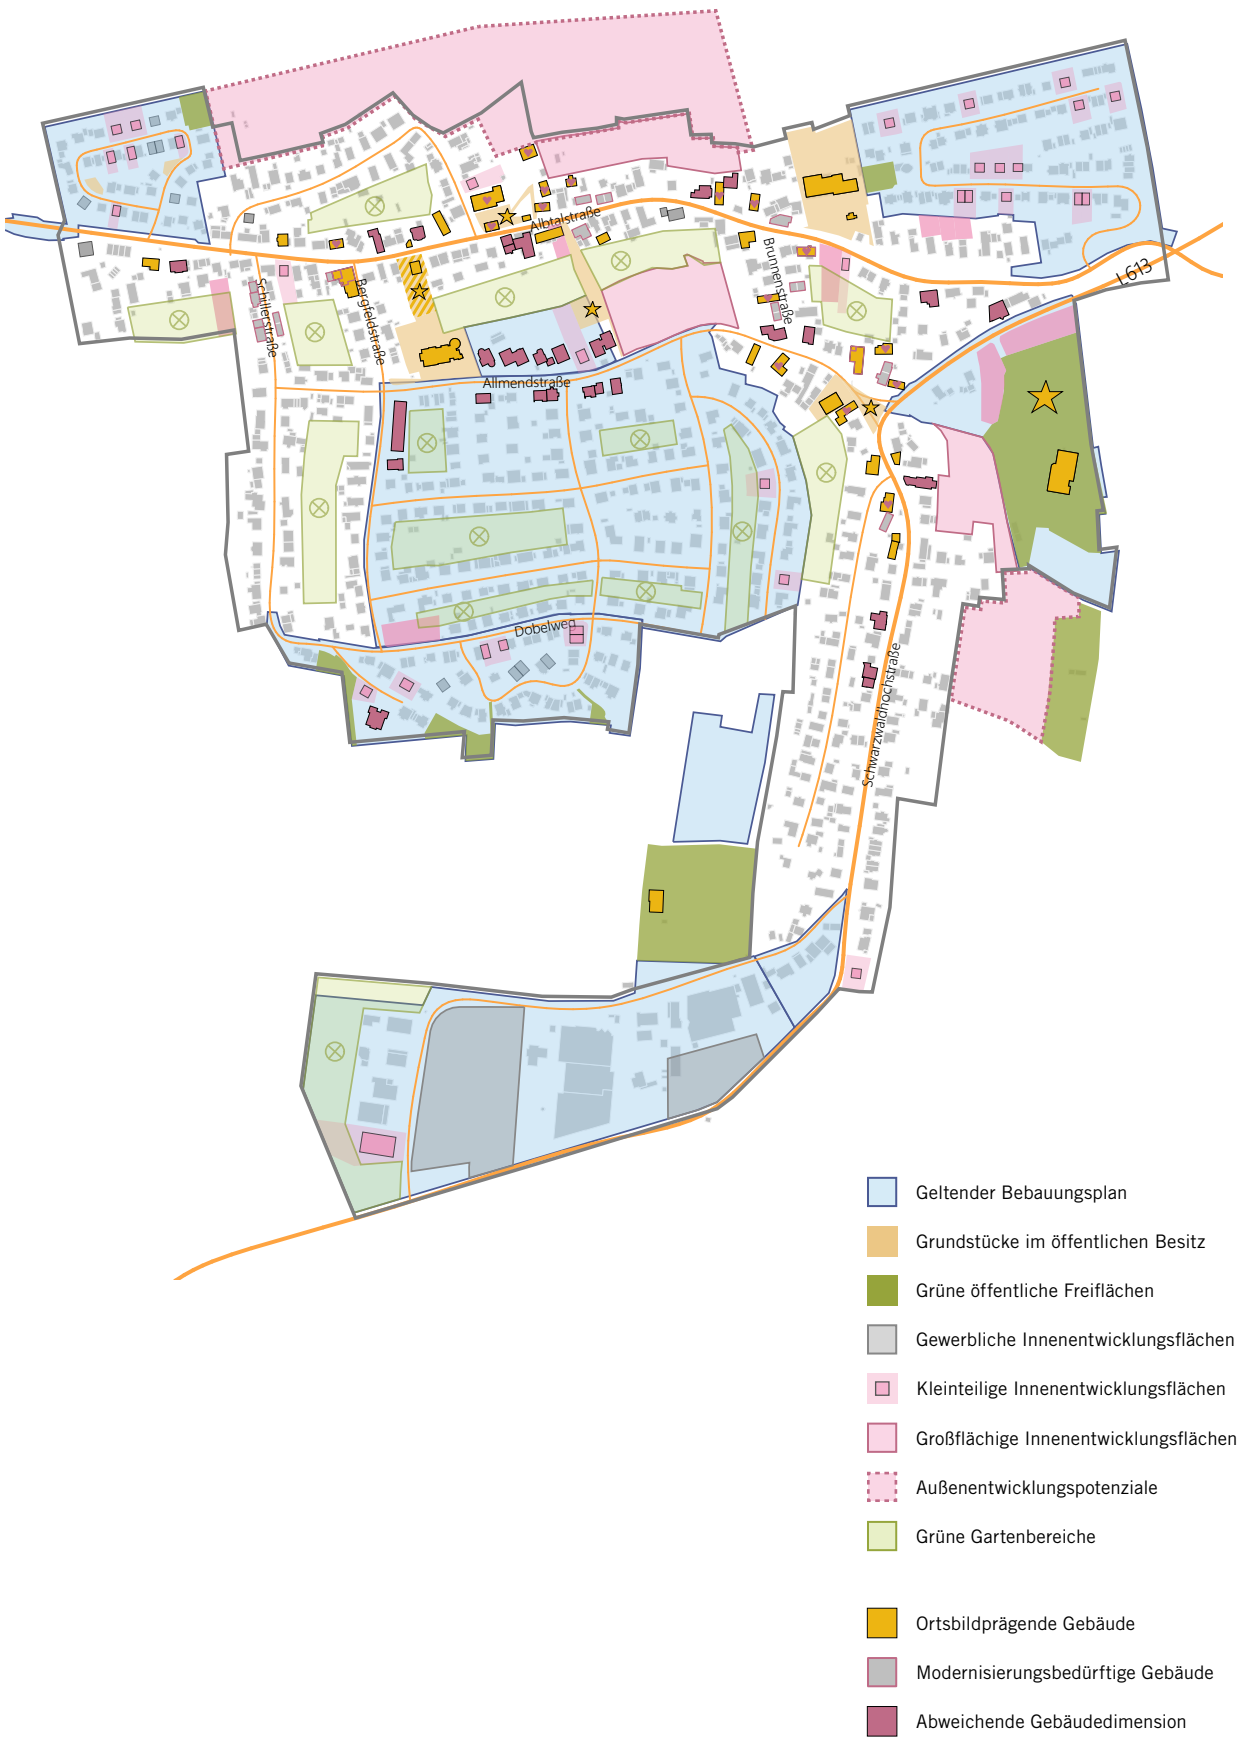 Albtalstraße
L 613
Brunnenstraße
Schillerstraße
Bergfeldstraße
Allmendstraße
Dobelweg
Schwarzwaldhochstraße
Geltender Bebauungsplan
Grundstücke im öffentlichen Besitz
Grüne öffentliche Freiflächen
Gewerbliche Innenentwicklungsflächen
Kleinteilige Innenentwicklungsflächen
Großflächige Innenentwicklungsflächen
Außenentwicklungspotenziale
Grüne Gartenbereiche
Ortsbildprägende Gebäude
Modernisierungsbedürftige Gebäude
Abweichende Gebäudedimension